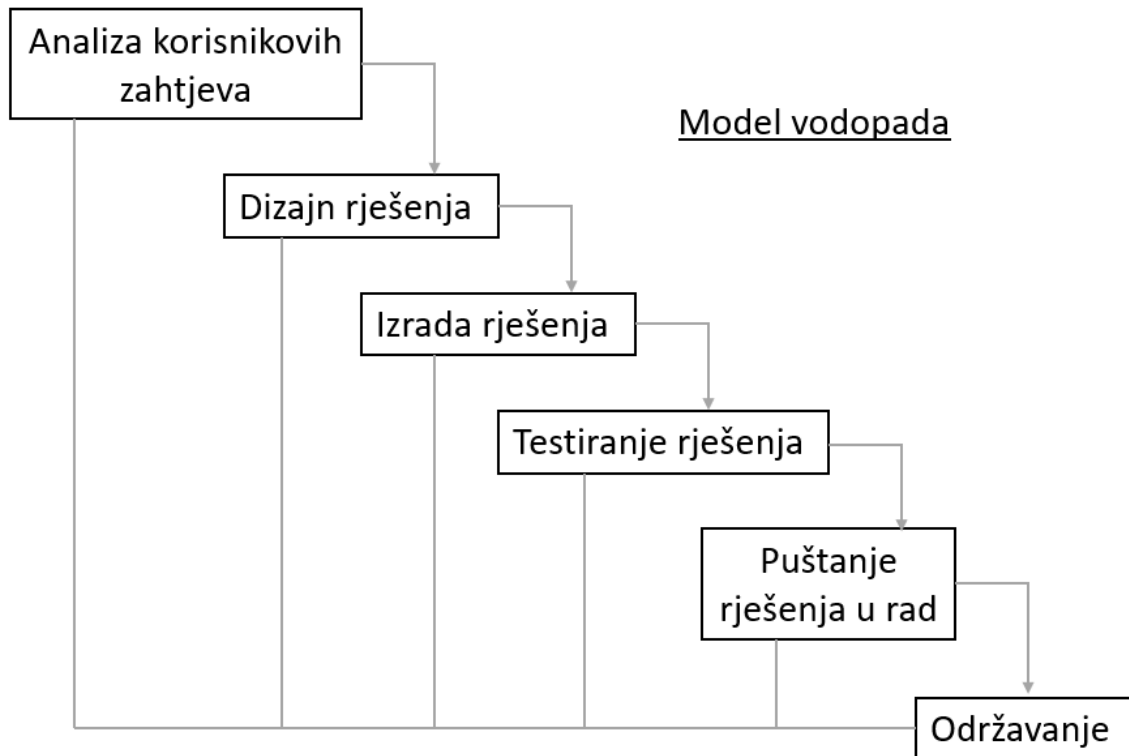 Analiza korisnikovih
zahtjeva
Model vodopada
Dizajn rješenja
Izrada rješenja
Testiranje rješenja
Puštanje
rješenja u rad
Održavanje